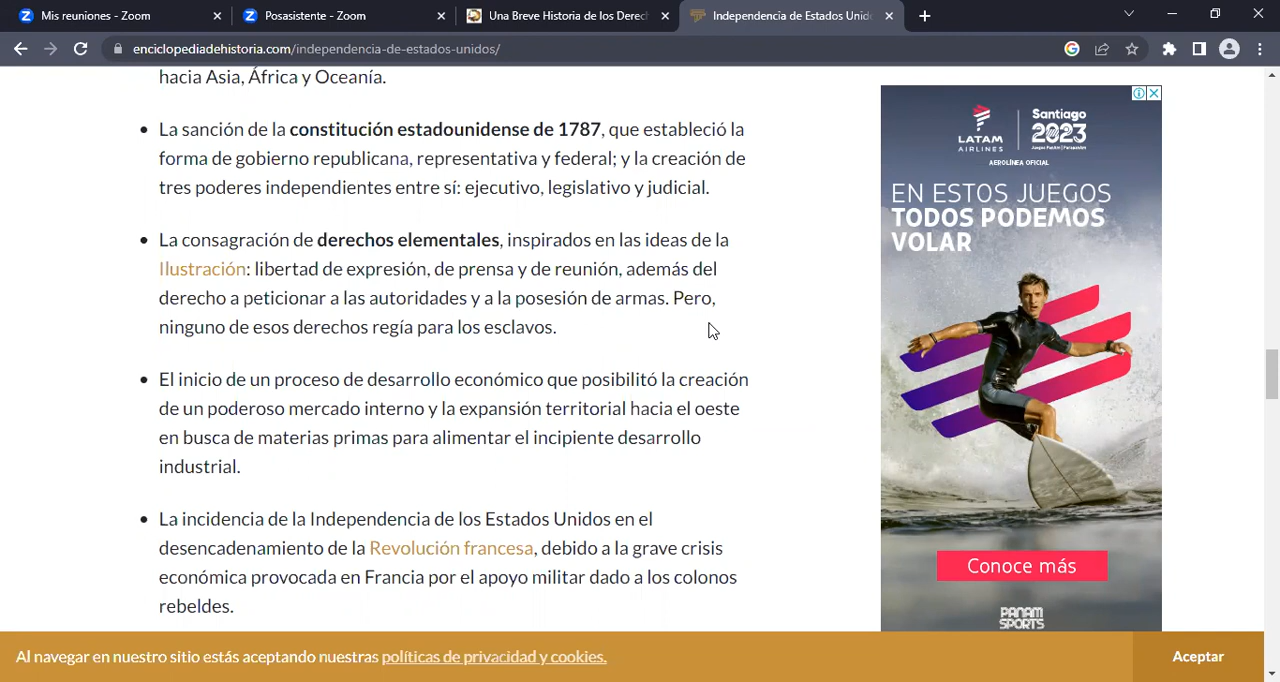 Mis reuniones - Zoom
Posasistente - Zoom
Una Breve Historia de los Derec
Independencia de Estados Unid
enciclopediadehistoria.com/independencia-de-estados-unidos/
hacia Asia, África y Oceanía.
La sanción de la constitución estadounidense de 1787, que estableció la
forma de gobierno republicana, representativa y federal; y la creación de
tres poderes independientes entre sí: ejecutivo, legislativo y judicial.
La consagración de derechos elementales, inspirados en las ideas de la
Ilustración: libertad de expresión, de prensa y de reunión, además del
derecho a peticionar a las autoridades y a la posesión de armas. Pero,
ninguno de esos derechos regía para los esclavos.
El inicio de un proceso de desarrollo económico que posibilitó la creación
de un poderoso mercado interno y la expansión territorial hacia el oeste
en busca de materias primas para alimentar el incipiente desarrollo
industrial.
La incidencia de la Independencia de los Estados Unidos en el
desencadenamiento de la Revolución francesa, debido a la grave crisis
económica provocada en Francia por el apoyo militar dado a los colonos
rebeldes.
LATAM
AIRLINES
AEROLÍNEA OFICIAL
Santiago
2023
EN ESTOS JUEGOS
TODOS PODEMOS
VOLAR
Conoce más
PANAM
SPORTS
Al navegar en nuestro sitio estás aceptando nuestras políticas de privacidad y cookies.
Aceptar